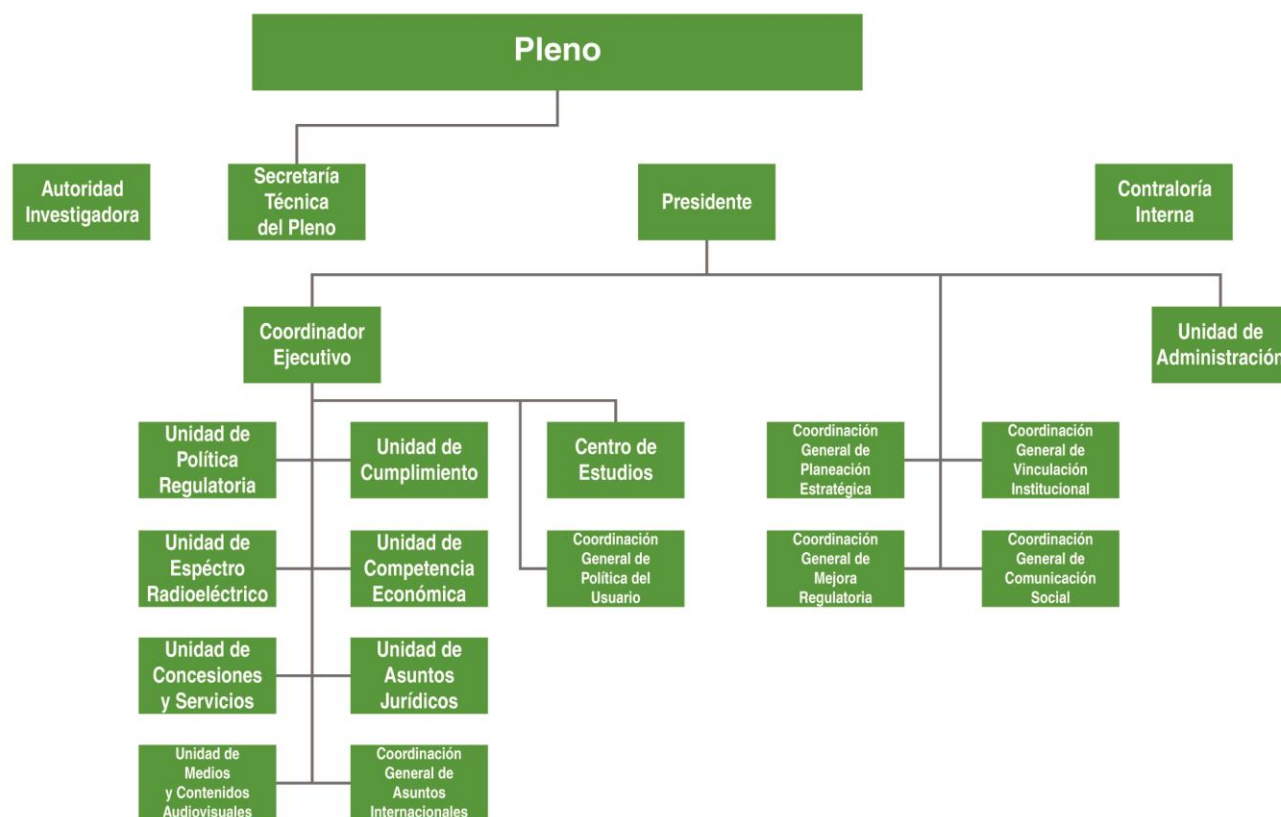 Pleno
Autoridad
Investigadora
Secretaría
Técnica
del Pleno
Presidente
Contraloría
Interna
Coordinador
Ejecutivo
Unidad de
Administración
Unidad de
Política
Regulatoria
Unidad de
Cumplimiento
Centro de
Estudios
Coordinación
General de
Planeación
Estratégica
Coordinación
General de
Vinculación
Institucional
Unidad de
Espéctro
Radioeléctrico
Unidad de
Competencia
Económica
Coordinación
General de
Política del
Usuario
Coordinación
General de
Mejora
Regulatoria
Coordinación
General de
Comunicación
Social
Unidad de
Concesiones
y Servicios
Unidad de
Asuntos
Jurídicos
Unidad de
Medios
y Contenidos
Audiovisuales
Coordinación
General de
Asuntos
Internacionales